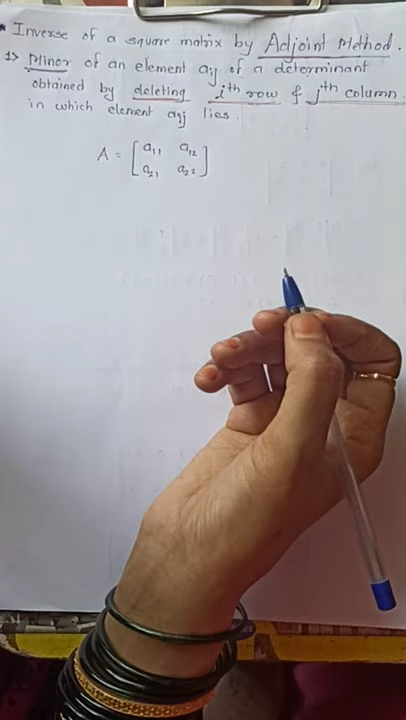 * Inverse of a square matrix by Adjoint Method.
1> Minor of an element aij of a determinant
obtained by deleting ith row & jth column
in which element aij lies.
A = [ a11 a12
a21 a22 ]